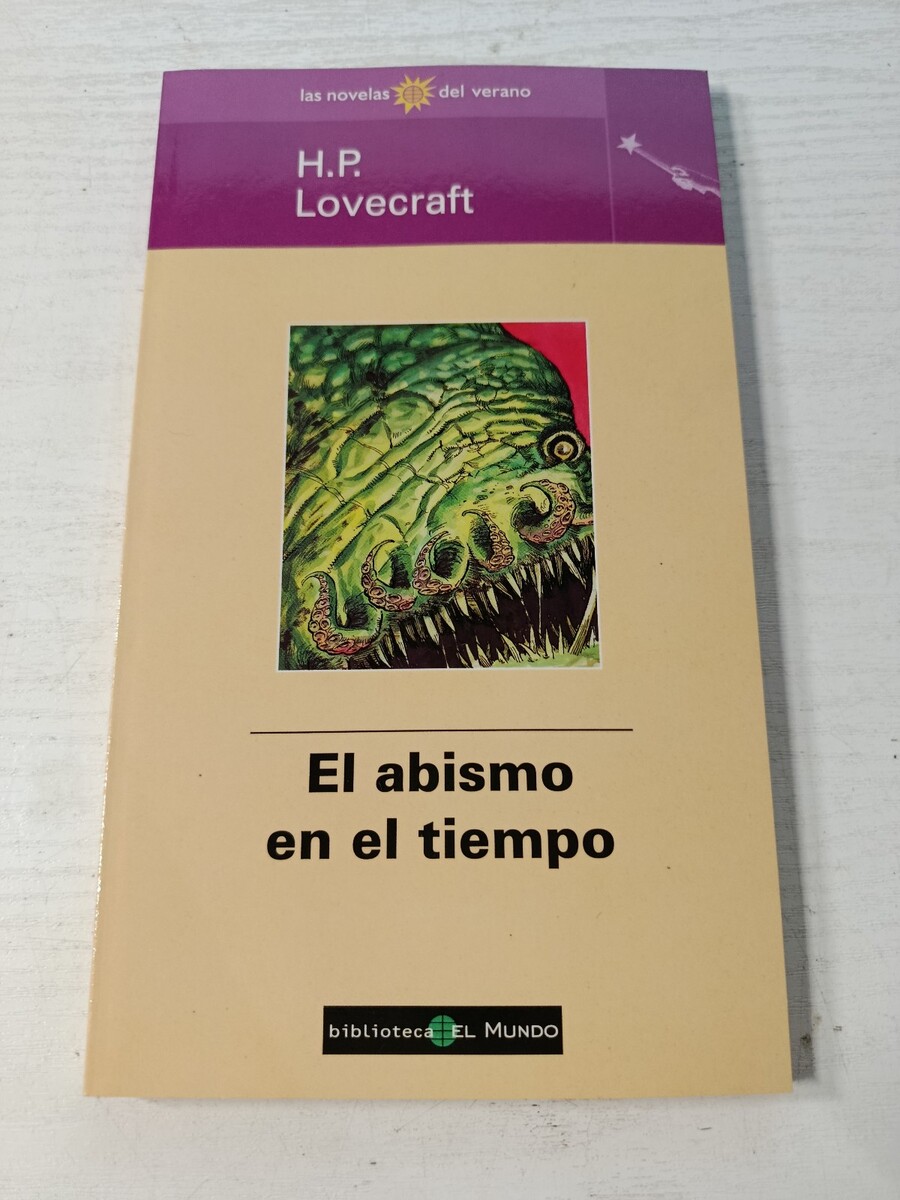 las novelas del verano
H.P.
Lovecraft
El abismo
en el tiempo
biblioteca EL MUNDO